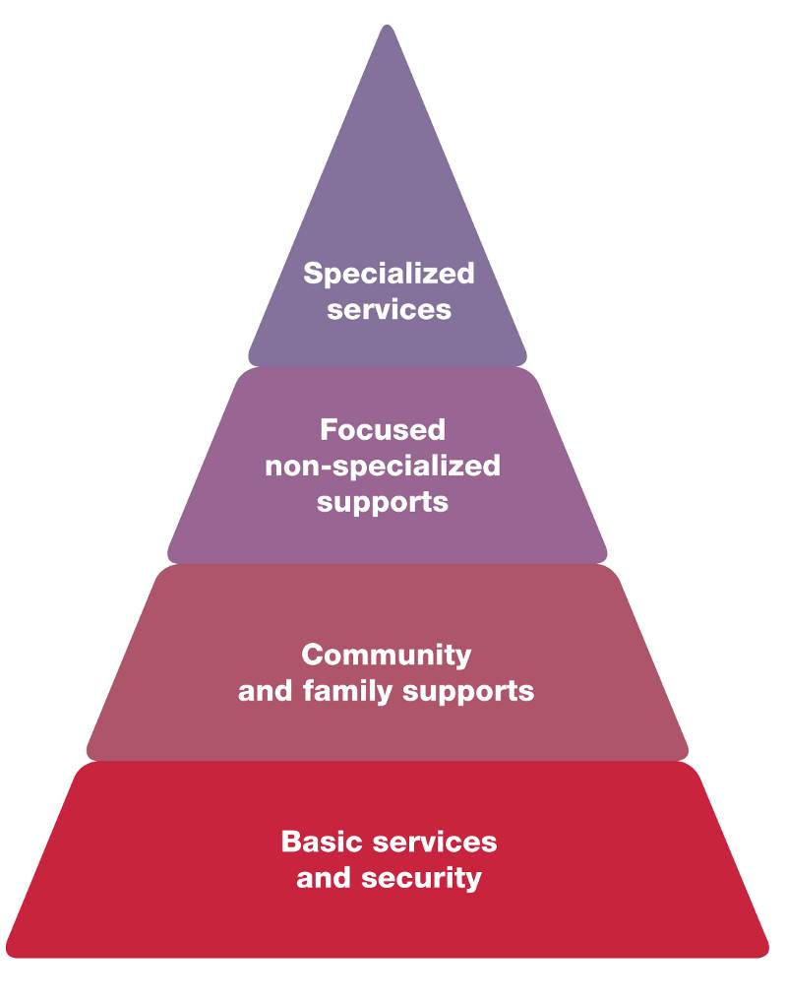 Specialized
services
Focused
non-specialized
supports
Community
and family supports
Basic services
and security